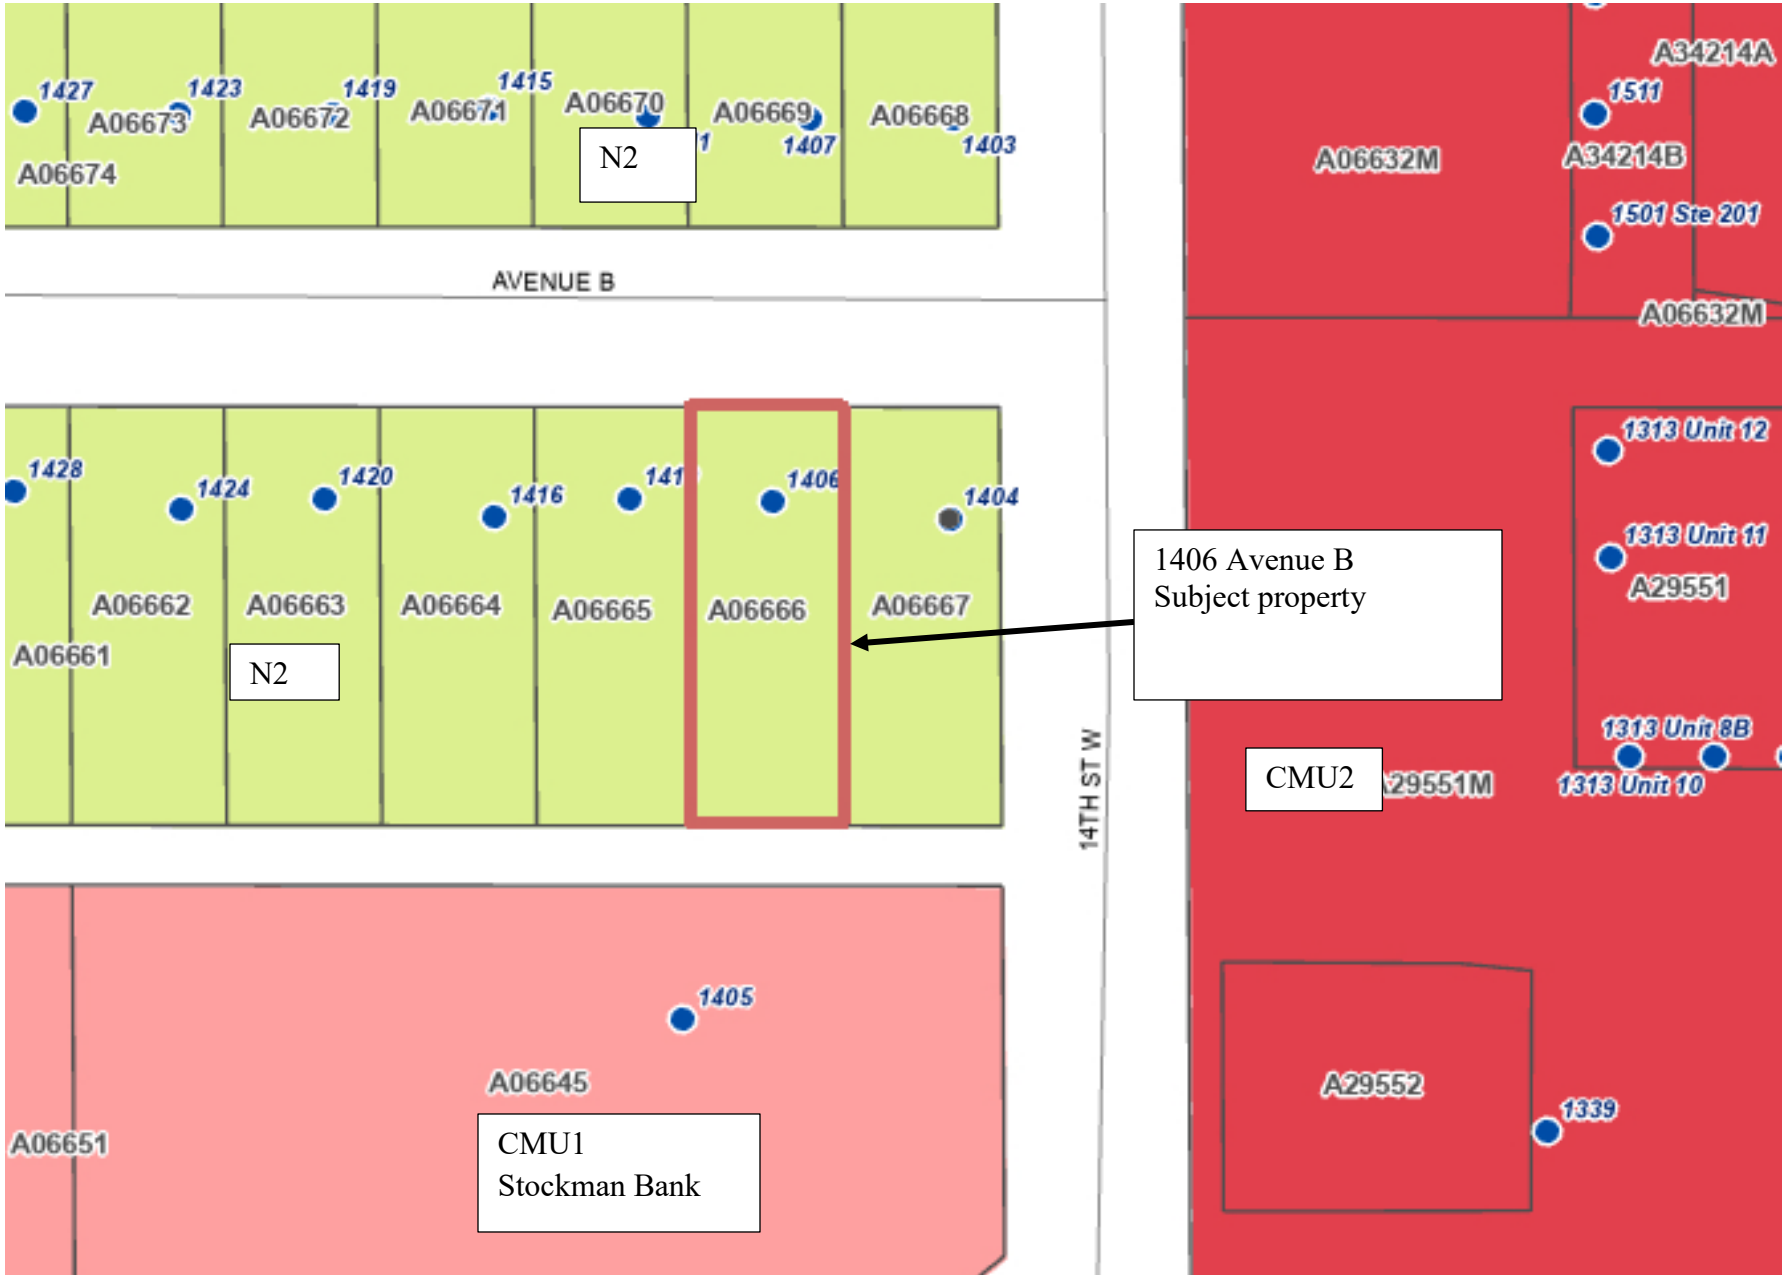 1427
1423
1419
1415
A06673
A06672
A06671
A06670
A06669
A06668
1407
1403
A06674
N2
A34214A
1511
A06632M
A34214B
1501 Ste 201
A06632M
AVENUE B
1428
1424
1420
1416
1406
1404
A06662
A06663
A06664
A06665
A06666
A06667
A06661
N2
1406 Avenue B
Subject property
1313 Unit 12
1313 Unit 11
A29551
1313 Unit 8B
1313 Unit 10
CMU2
29551M
14TH ST W
1405
A06645
A06651
CMU1
Stockman Bank
A29552
1339